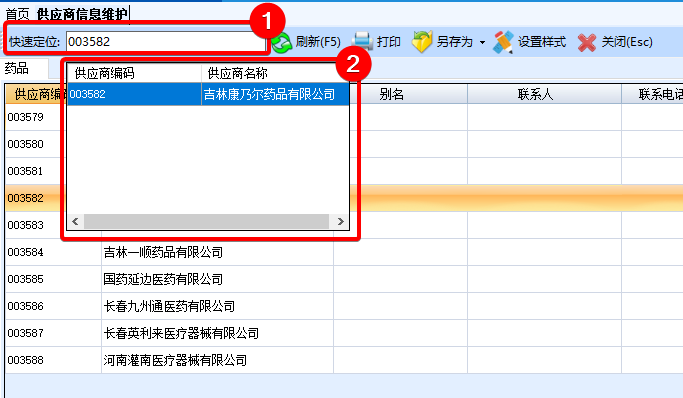 首页 供应商信息维护
1
快速定位: 003582 刷新(F5) 打印 另存为 设置样式 关闭(Esc)
2
药品
供应商编码 供应商名称
003582 吉林康乃尔药品有限公司
供应商编码 别名 联系人 联系电话
003579
003580
003581
003582
003583
003584 吉林一顺药品有限公司
003585 国药延边医药有限公司
003586 长春九州通医药有限公司
003587 长春英利来医疗器械有限公司
003588 河南灌南医疗器械有限公司